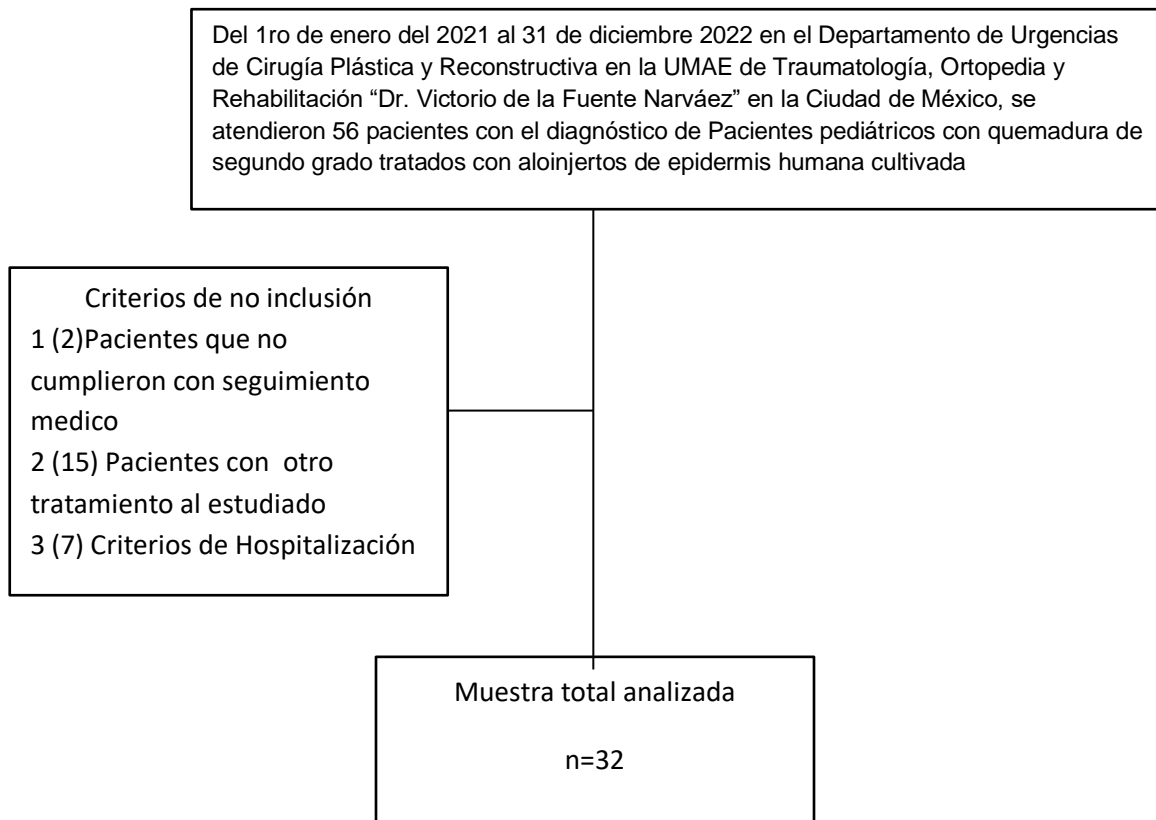 Del 1ro de enero del 2021 al 31 de diciembre 2022 en el Departamento de Urgencias
de Cirugía Plástica y Reconstructiva en la UMAE de Traumatología, Ortopedia y
Rehabilitación “Dr. Victorio de la Fuente Narváez” en la Ciudad de México, se
atendieron 56 pacientes con el diagnóstico de Pacientes pediátricos con quemadura de
segundo grado tratados con aloinjertos de epidermis humana cultivada
Criterios de no inclusión
1 (2)Pacientes que no
cumplieron con seguimiento
medico
2 (15) Pacientes con otro
tratamiento al estudiado
3 (7) Criterios de Hospitalización
Muestra total analizada
n=32